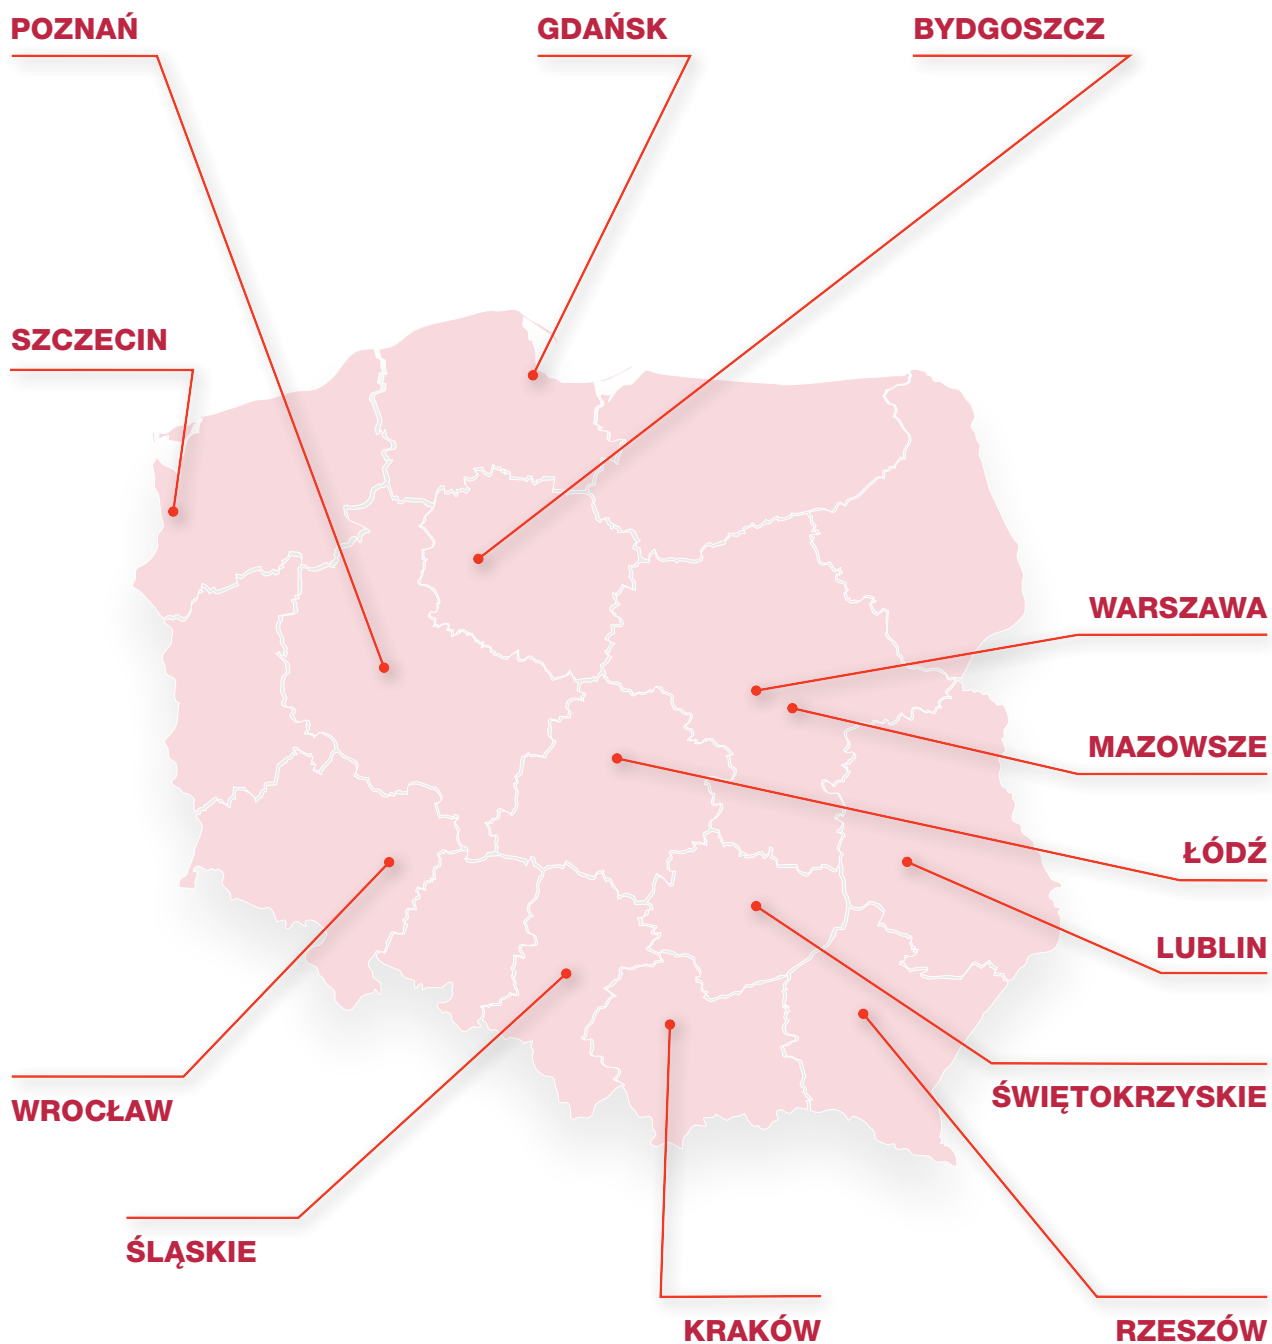 POZNAŃ
GDAŃSK
BYDGOSZCZ
SZCZECIN
WARSZAWA
MAZOWSZE
ŁÓDŹ
LUBLIN
ŚWIĘTOKRZYSKIE
WROCŁAW
ŚLĄSKIE
KRAKÓW
RZESZÓW